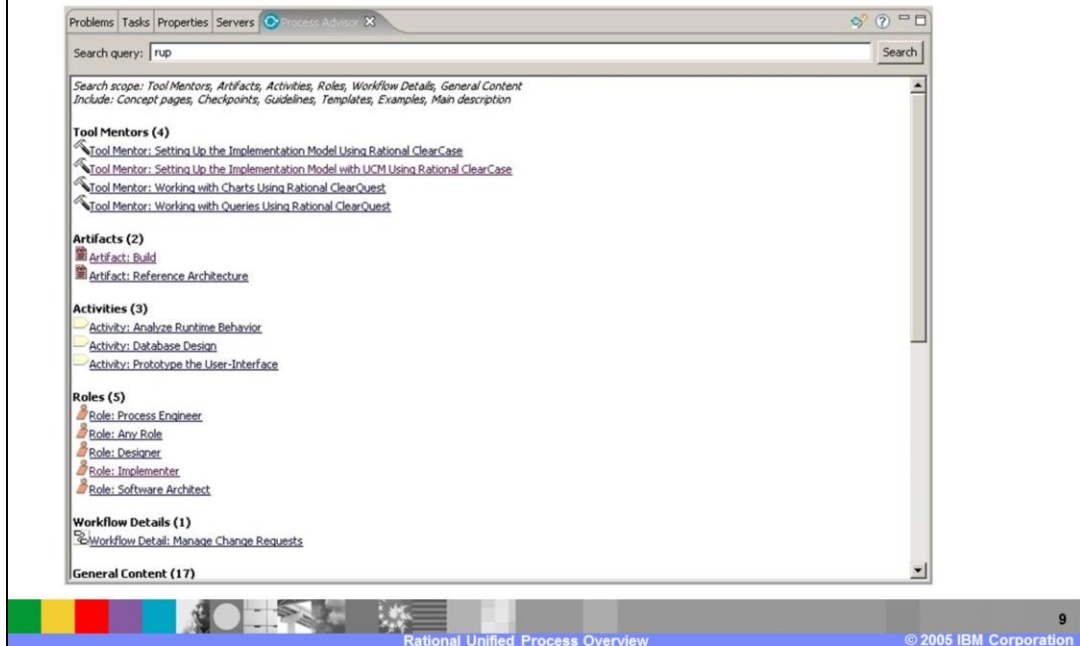 Problems Tasks Properties Servers Process Advisor
Search query: rup Search
Search scope: Tool Mentors, Artifacts, Activities, Roles, Workflow Details, General Content
Include: Concept pages, Checkpoints, Guidelines, Templates, Examples, Main description
Tool Mentors (4)
Tool Mentor: Setting Up the Implementation Model Using Rational ClearCase
Tool Mentor: Setting Up the Implementation Model with UCM Using Rational ClearCase
Tool Mentor: Working with Charts Using Rational ClearQuest
Tool Mentor: Working with Queries Using Rational ClearQuest
Artifacts (2)
Artifact: Build
Artifact: Reference Architecture
Activities (3)
Activity: Analyze Runtime Behavior
Activity: Database Design
Activity: Prototype the User-Interface
Roles (5)
Role: Process Engineer
Role: Any Role
Role: Designer
Role: Implementer
Role: Software Architect
Workflow Details (1)
Workflow Detail: Manage Change Requests
General Content (17)
9
Rational Unified Process Overview © 2005 IBM Corporation